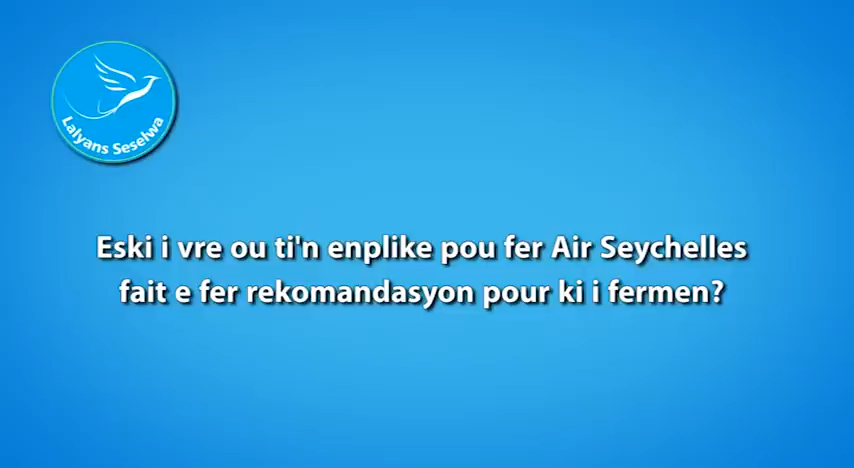 Lalyans Seselwa
Eski i vre ou ti'n enplike pou fer Air Seychelles
fait e fer rekomandasyon pour ki i fermen?